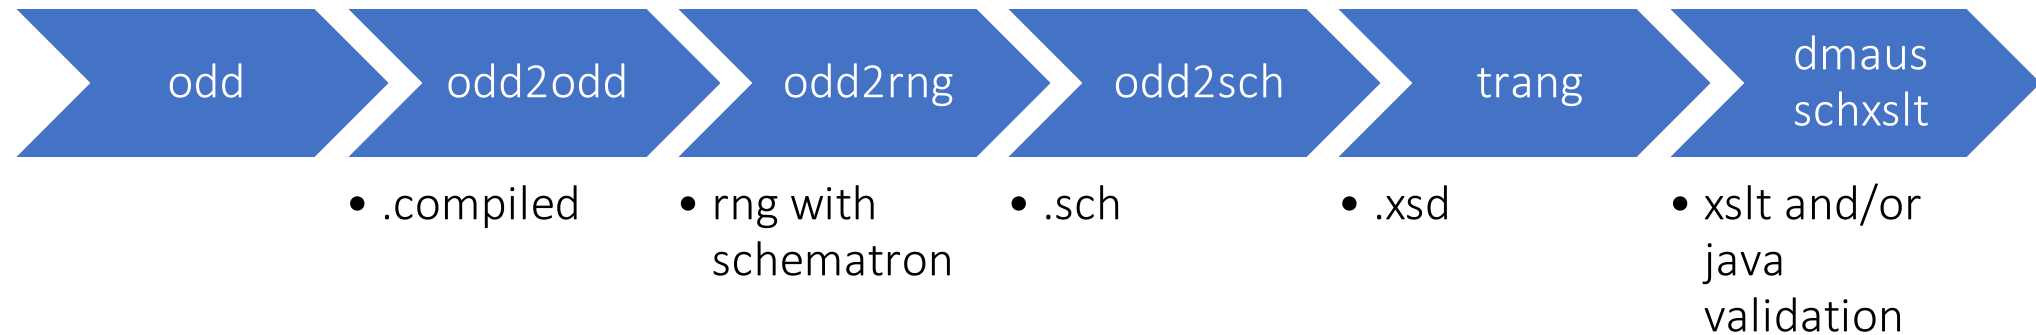 odd
odd2odd
odd2rng
odd2sch
trang
dmaus
schxslt
• .compiled
• rng with
schematron
• .sch
• .xsd
• xslt and/or
java
validation